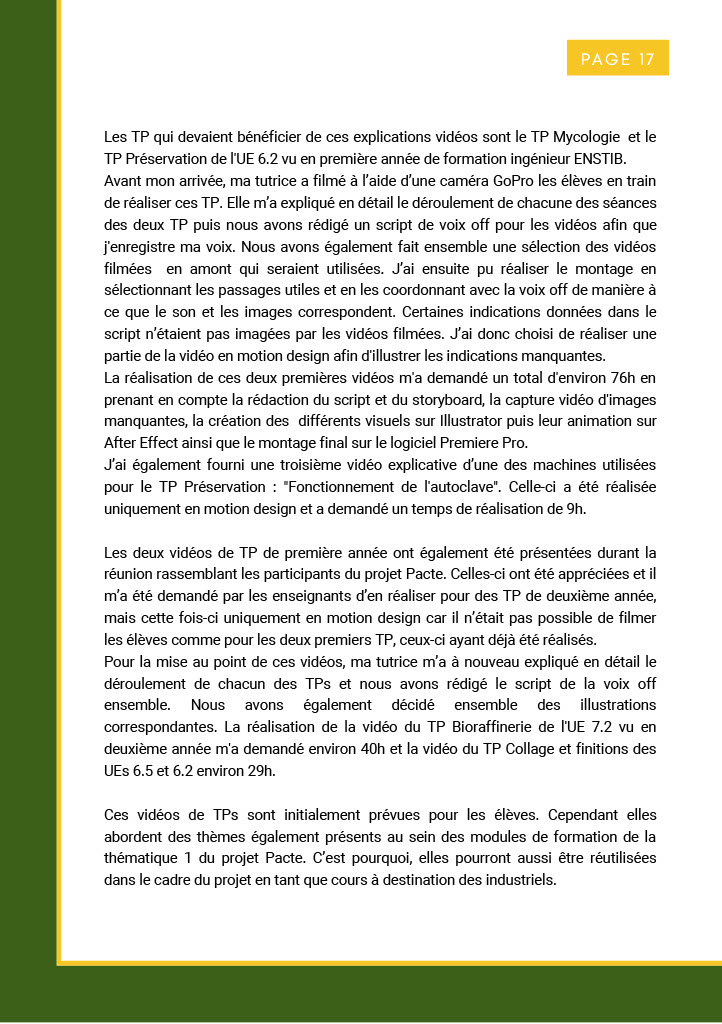 PAGE 17
Les TP qui devaient bénéficier de ces explications vidéos sont le TP Mycologie  et le
TP Préservation de l'UE 6.2 vu en première année de formation ingénieur ENSTIB.
Avant mon arrivée, ma tutrice a filmé à l’aide d’une caméra GoPro les élèves en train
de réaliser ces TP. Elle m’a expliqué en détail le déroulement de chacune des séances
des deux TP puis nous avons rédigé un script de voix off pour les vidéos afin que
j'enregistre ma voix. Nous avons également fait ensemble une sélection des vidéos
filmées  en amont qui seraient utilisées. J’ai ensuite pu réaliser le montage en
sélectionnant les passages utiles et en les coordonnant avec la voix off de manière à
ce que le son et les images correspondent. Certaines indications données dans le
script n’étaient pas imagées par les vidéos filmées. J’ai donc choisi de réaliser une
partie de la vidéo en motion design afin d'illustrer les indications manquantes.
La réalisation de ces deux premières vidéos m'a demandé un total d'environ 76h en
prenant en compte la rédaction du script et du storyboard, la capture vidéo d'images
manquantes, la création des  différents visuels sur Illustrator puis leur animation sur
After Effect ainsi que le montage final sur le logiciel Premiere Pro.
J’ai également fourni une troisième vidéo explicative d’une des machines utilisées
pour le TP Préservation : "Fonctionnement de l'autoclave". Celle-ci a été réalisée
uniquement en motion design et a demandé un temps de réalisation de 9h.
Les deux vidéos de TP de première année ont également été présentées durant la
réunion rassemblant les participants du projet Pacte. Celles-ci ont été appréciées et il
m’a été demandé par les enseignants d’en réaliser pour des TP de deuxième année,
mais cette fois-ci uniquement en motion design car il n’était pas possible de filmer
les élèves comme pour les deux premiers TP, ceux-ci ayant déjà été réalisés.
Pour la mise au point de ces vidéos, ma tutrice m’a à nouveau expliqué en détail le
déroulement de chacun des TPs et nous avons rédigé le script de la voix off
ensemble. Nous avons également décidé ensemble des illustrations
correspondantes. La réalisation de la vidéo du TP Bioraffinerie de l'UE 7.2 vu en
deuxième année m'a demandé environ 40h et la vidéo du TP Collage et finitions des
UEs 6.5 et 6.2 environ 29h.
Ces vidéos de TPs sont initialement prévues pour les élèves. Cependant elles
abordent des thèmes également présents au sein des modules de formation de la
thématique 1 du projet Pacte. C’est pourquoi, elles pourront aussi être réutilisées
dans le cadre du projet en tant que cours à destination des industriels.